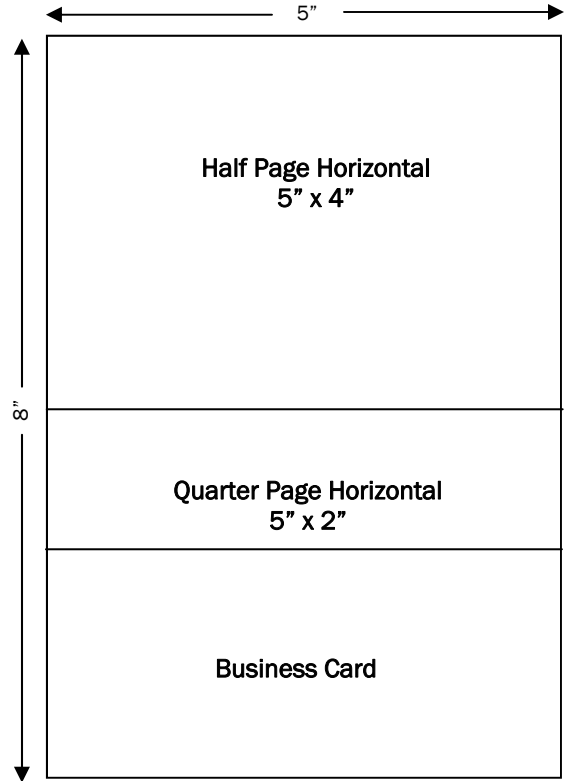 5”
Half Page Horizontal
5” x 4”
8”
Quarter Page Horizontal
5” x 2”
Business Card